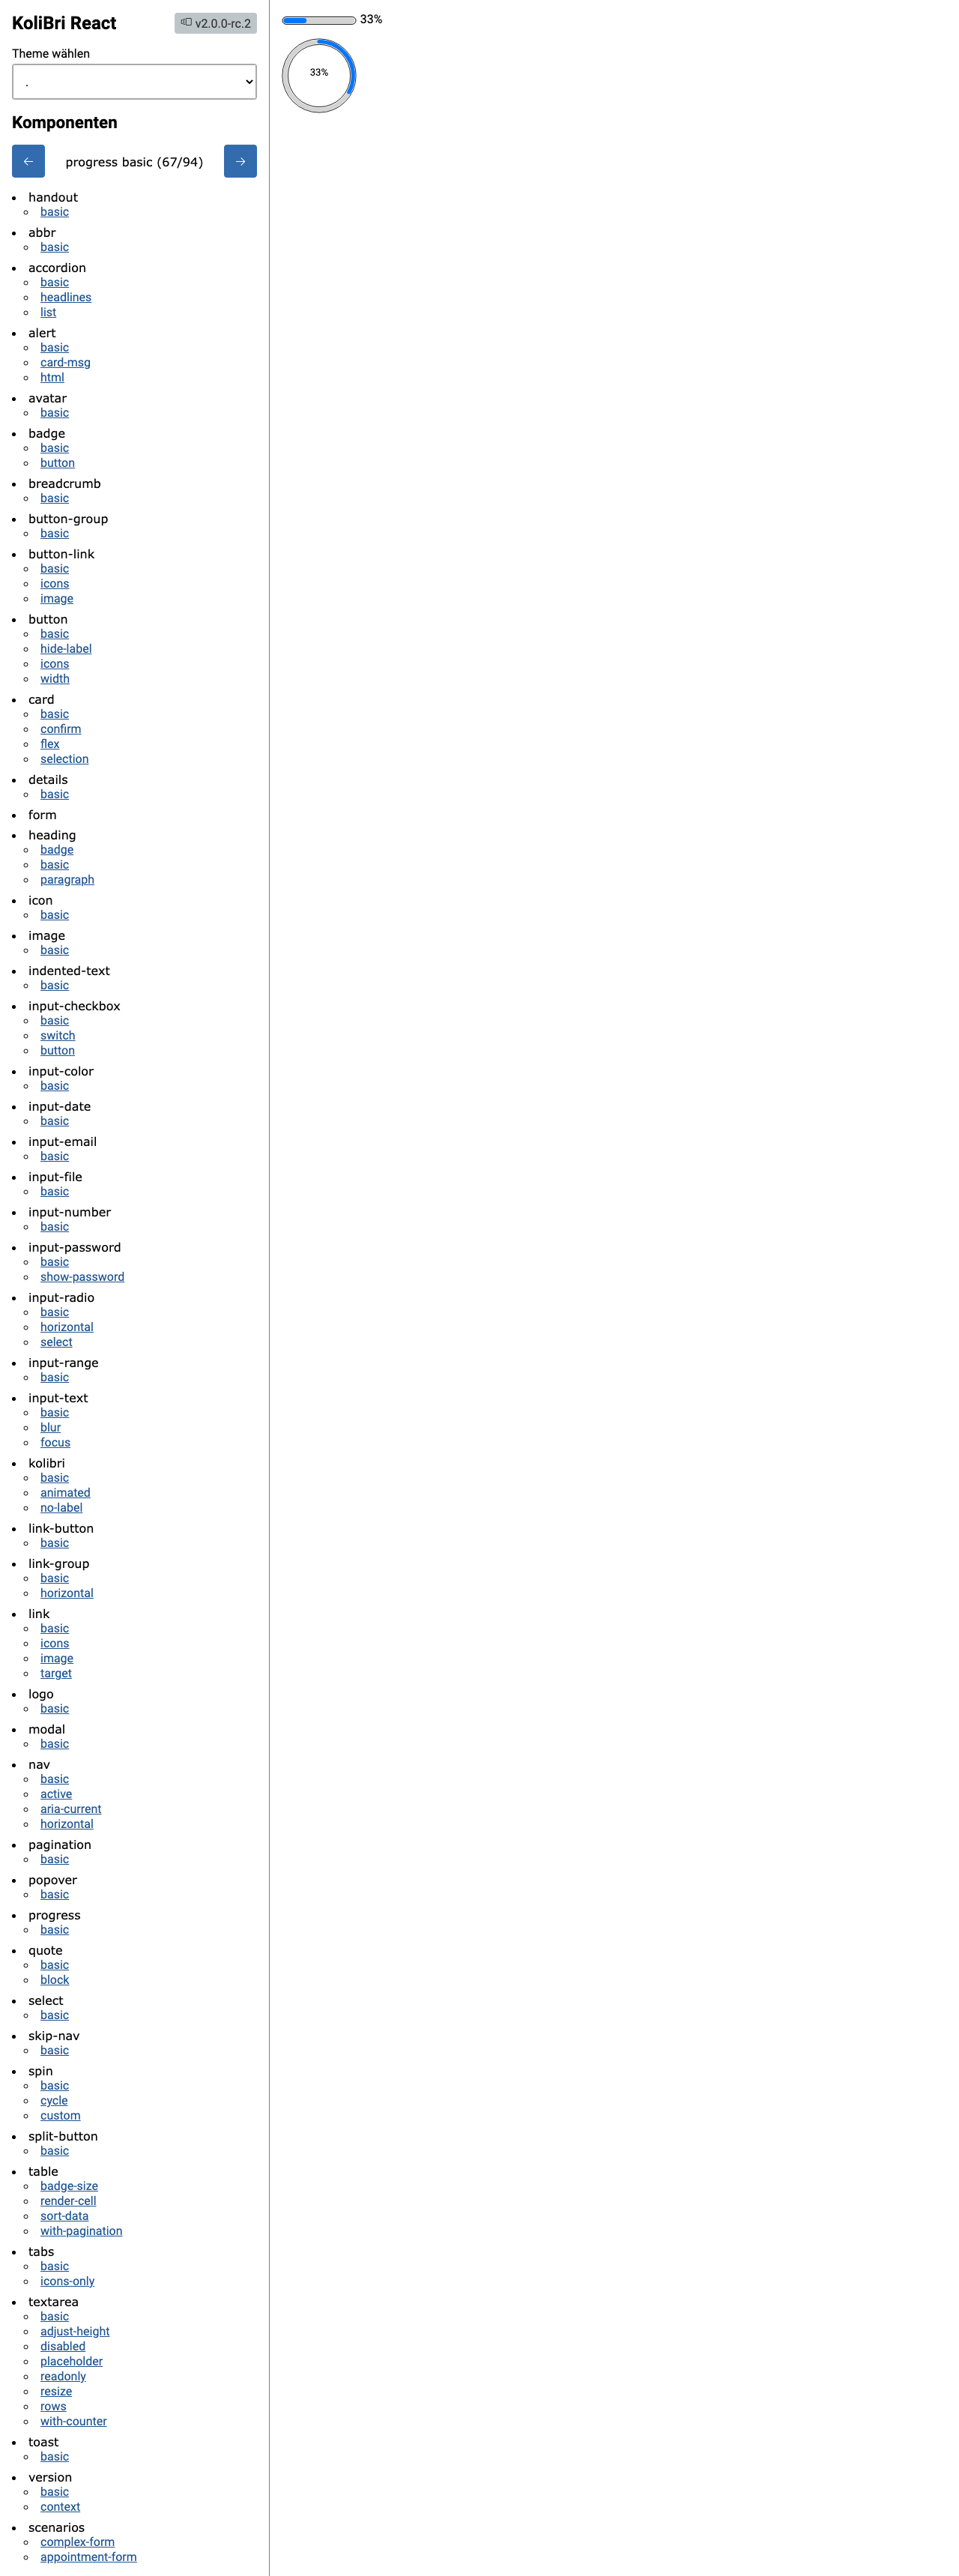 KoliBri React
v2.0.0-rc.2
Theme wählen
.
Komponenten
progress basic (67/94)
handout
basic
abbr
basic
accordion
basic
headlines
list
alert
basic
card-msg
html
avatar
basic
badge
basic
button
breadcrumb
basic
button-group
basic
button-link
basic
icons
image
button
basic
hide-label
icons
width
card
basic
confirm
flex
selection
details
basic
form
heading
badge
basic
paragraph
icon
basic
image
basic
indented-text
basic
input-checkbox
basic
switch
button
input-color
basic
input-date
basic
input-email
basic
input-file
basic
input-number
basic
input-password
basic
show-password
input-radio
basic
horizontal
select
input-range
basic
input-text
basic
blur
focus
kolibri
basic
animated
no-label
link-button
basic
link-group
basic
horizontal
link
basic
icons
image
target
logo
basic
modal
basic
nav
basic
active
aria-current
horizontal
pagination
basic
popover
basic
progress
basic
quote
basic
block
select
basic
skip-nav
basic
spin
basic
cycle
custom
split-button
basic
table
badge-size
render-cell
sort-data
with-pagination
tabs
basic
icons-only
textarea
basic
adjust-height
disabled
placeholder
readonly
resize
rows
with-counter
toast
basic
version
basic
context
scenarios
complex-form
appointment-form
33%
33%